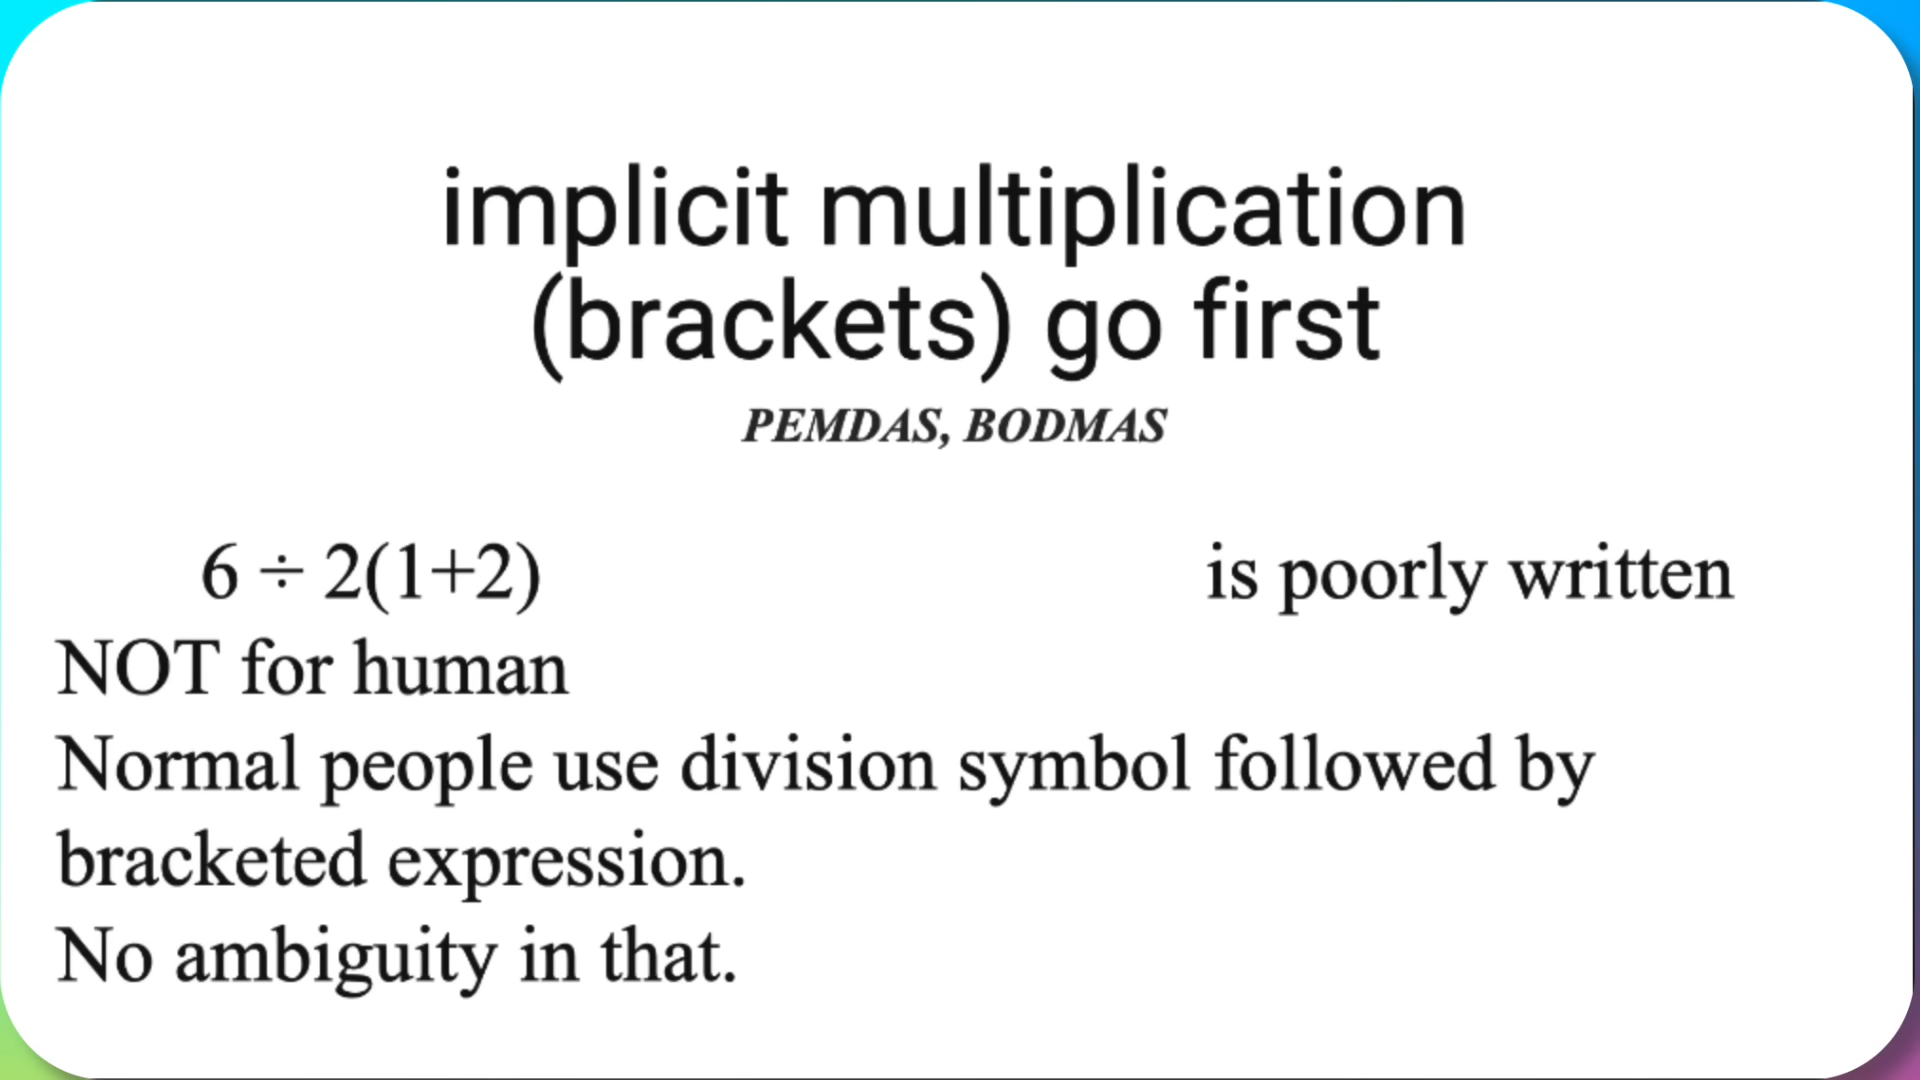 implicit multiplication
(brackets) go first
PEMDAS, BODMAS
6 ÷ 2(1+2) is poorly written
NOT for human
Normal people use division symbol followed by
bracketed expression.
No ambiguity in that.